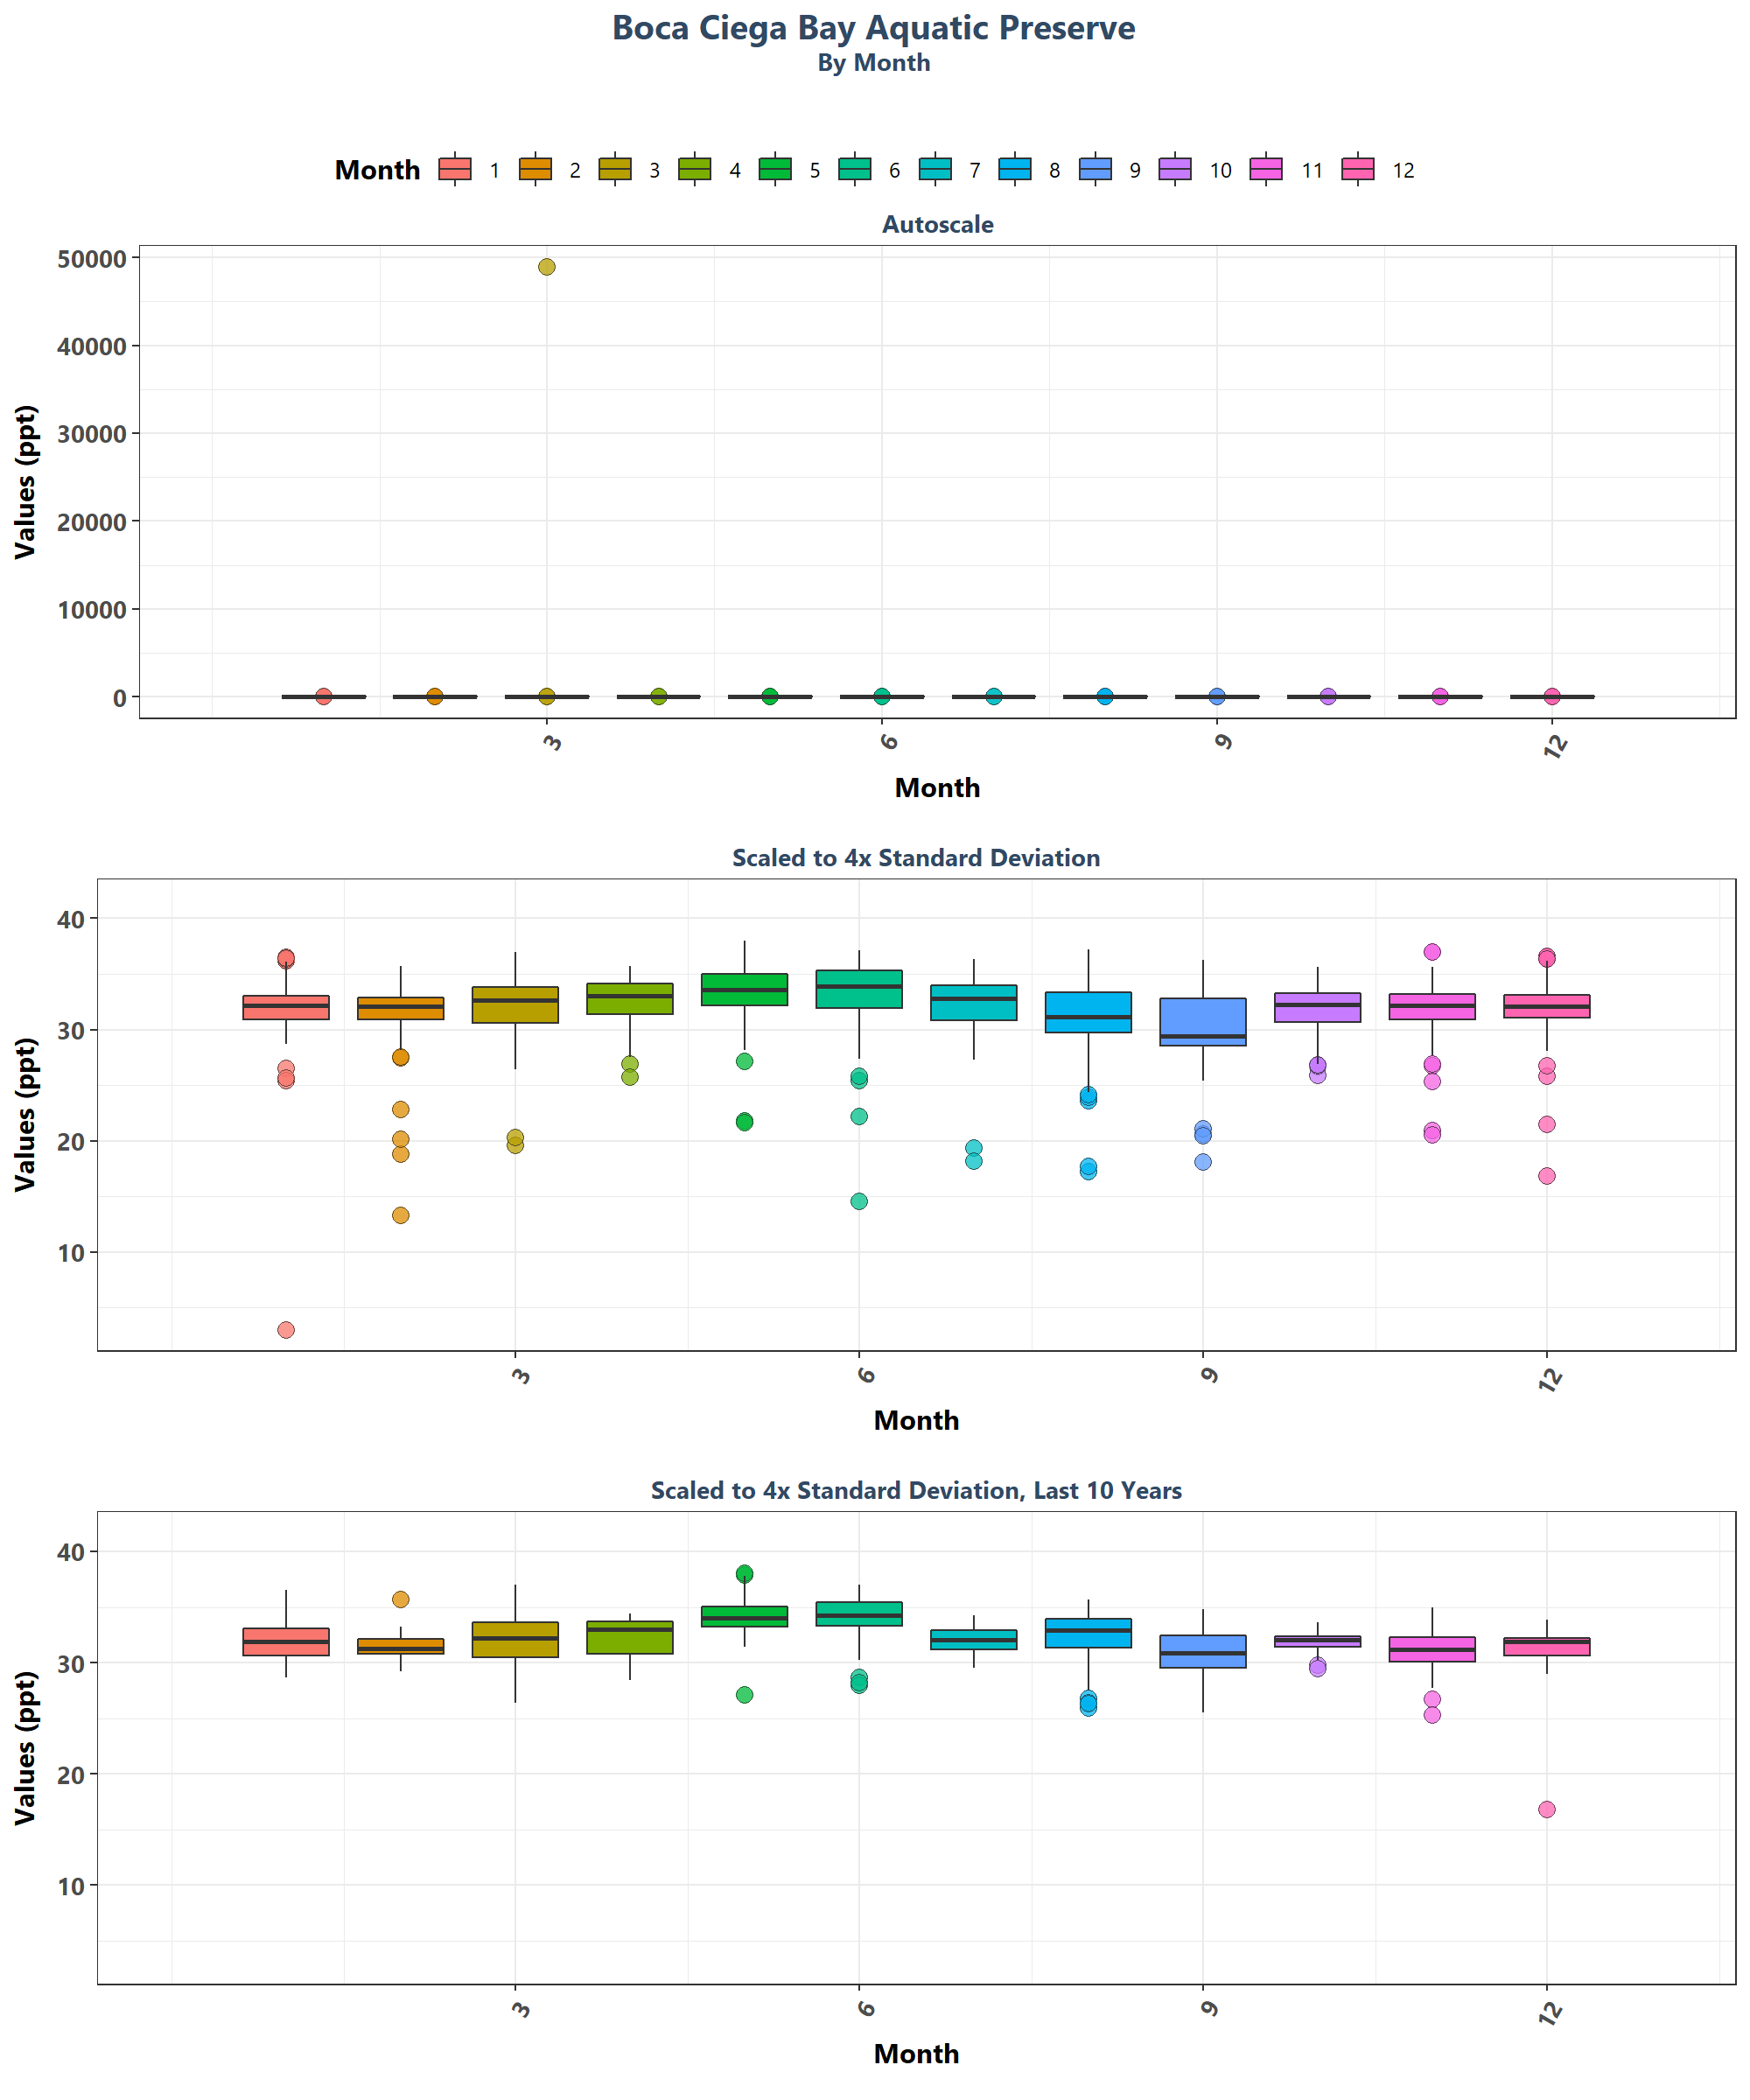 Boca Ciega Bay Aquatic Preserve
By Month
Month 1 2 3 4 5 6 7 8 9 10 11 12
Autoscale
50000
40000
30000
20000
10000
0
Values (ppt)
3 6 9 12
Month
Scaled to 4x Standard Deviation
40
30
20
10
Values (ppt)
3 6 9 12
Month
Scaled to 4x Standard Deviation, Last 10 Years
40
30
20
10
Values (ppt)
3 6 9 12
Month